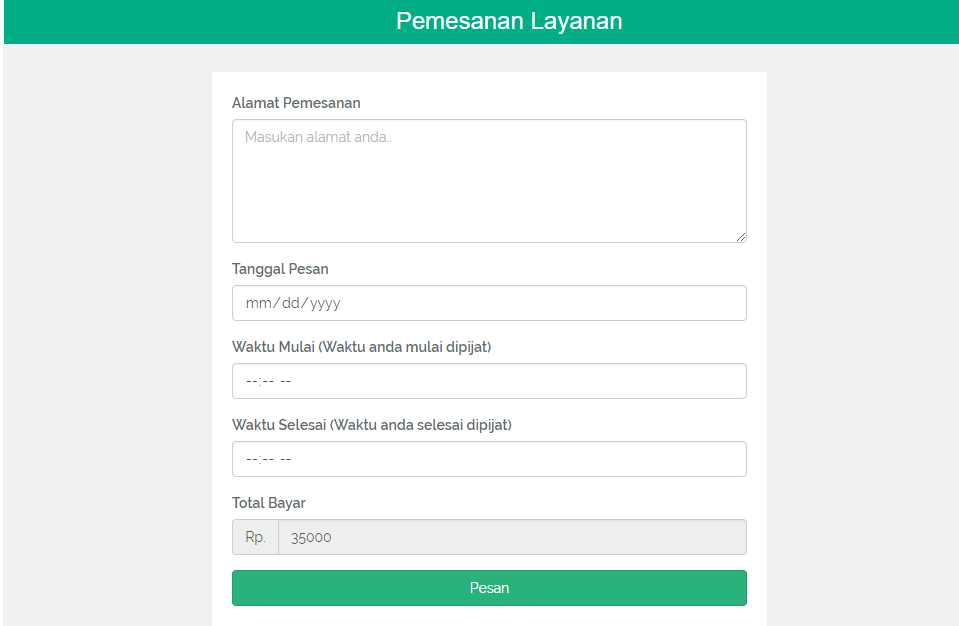 Pemesanan Layanan
Alamat Pemesanan
Masukan alamat anda..
Tanggal Pesan
mm/dd/yyyy
Waktu Mulai (Waktu anda mulai dipijat)
--:-- --
Waktu Selesai (Waktu anda selesai dipijat)
--:-- --
Total Bayar
Rp. 35000
Pesan